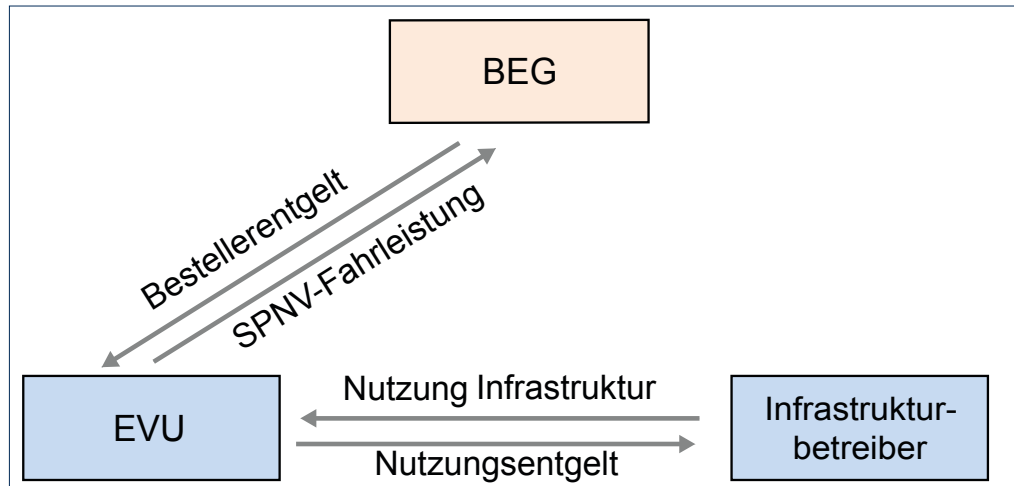 BEG
Bestellerentgelt
SPNV-Fahrleistung
EVU
Nutzung Infrastruktur
Nutzungsentgelt
Infrastruktur-
betreiber